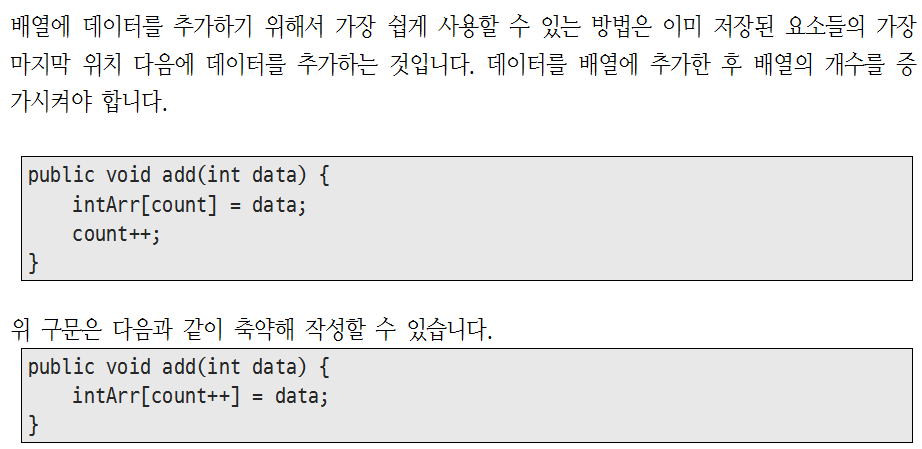 배열에 데이터를 추가하기 위해서 가장 쉽게 사용할 수 있는 방법은 이미 저장된 요소들의 가장
마지막 위치 다음에 데이터를 추가하는 것입니다. 데이터를 배열에 추가한 후 배열의 개수를 증
가시켜야 합니다.
public void add(int data) {
    intArr[count] = data;
    count++;
}
위 구문은 다음과 같이 축약해 작성할 수 있습니다.
public void add(int data) {
    intArr[count++] = data;
}